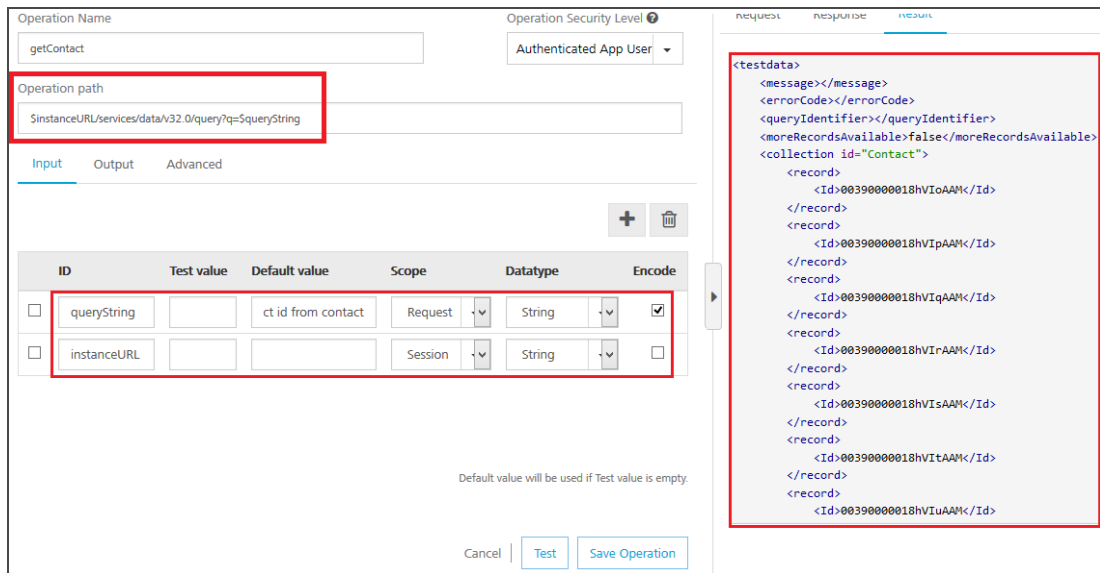 Operation Name
Operation Security Level ?
getContact
Authenticated App User
Operation path
$instanceURL/services/data/v32.0/query?q=$queryString
Input Output Advanced
ID Test value Default value Scope Datatype Encode
queryString ct id from contact Request String
instanceURL Session String
Default value will be used if Test value is empty.
Cancel Test Save Operation
Request Response Result
<testdata>
<message></message>
<errorCode></errorCode>
<queryIdentifier></queryIdentifier>
<moreRecordsAvailable>false</moreRecordsAvailable>
<collection id="Contact">
<record>
<Id>00390000018hVIoAAM</Id>
</record>
<record>
<Id>00390000018hVIpAAM</Id>
</record>
<record>
<Id>00390000018hVIqAAM</Id>
</record>
<record>
<Id>00390000018hVIrAAM</Id>
</record>
<record>
<Id>00390000018hVIsAAM</Id>
</record>
<record>
<Id>00390000018hVItAAM</Id>
</record>
<record>
<Id>00390000018hVIuAAM</Id>